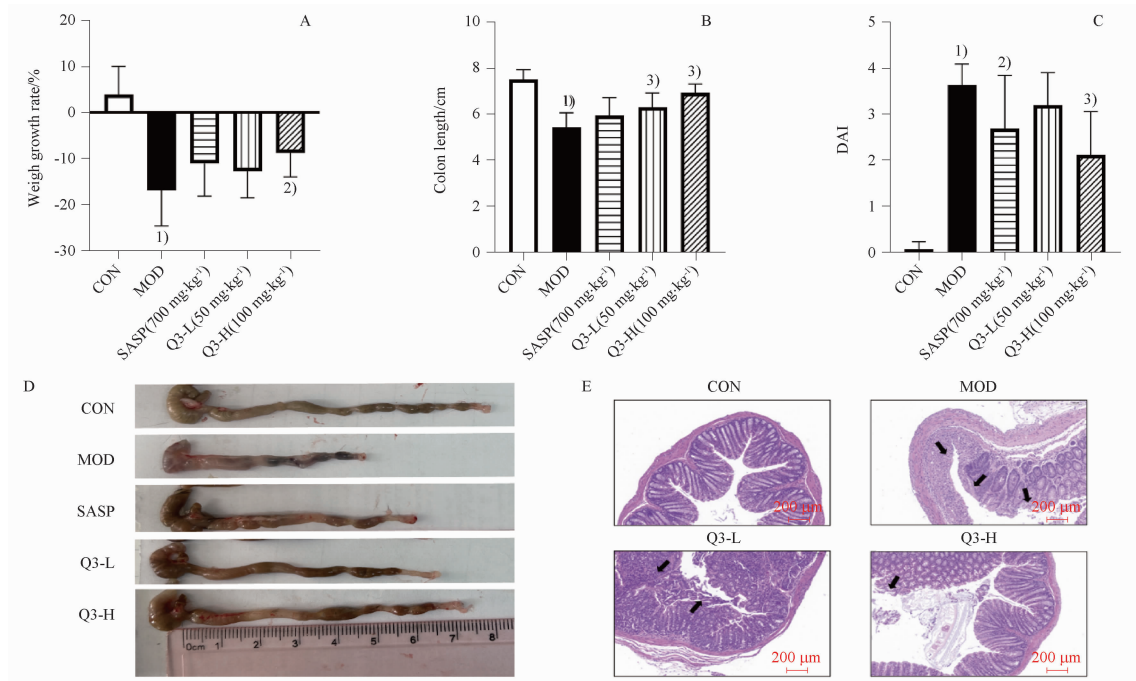 A
20
10
0
-10
-20
-30
Weigh growth rate/%
1)
2)
CON
MOD
SASP(700 mg·kg⁻¹)
Q3-L(50 mg·kg⁻¹)
Q3-H(100 mg·kg⁻¹)
B
10
8
6
4
2
0
Colon length/cm
1)
3)
3)
CON
MOD
SASP(700 mg·kg⁻¹)
Q3-L(50 mg·kg⁻¹)
Q3-H(100 mg·kg⁻¹)
C
5
4
3
2
1
0
DAI
1)
2)
3)
CON
MOD
SASP(700 mg·kg⁻¹)
Q3-L(50 mg·kg⁻¹)
Q3-H(100 mg·kg⁻¹)
D
CON
MOD
SASP
Q3-L
Q3-H
0cm 1 2 3 4 5 6 7 8
E
CON
200 μm
MOD
200 μm
Q3-L
200 μm
Q3-H
200 μm